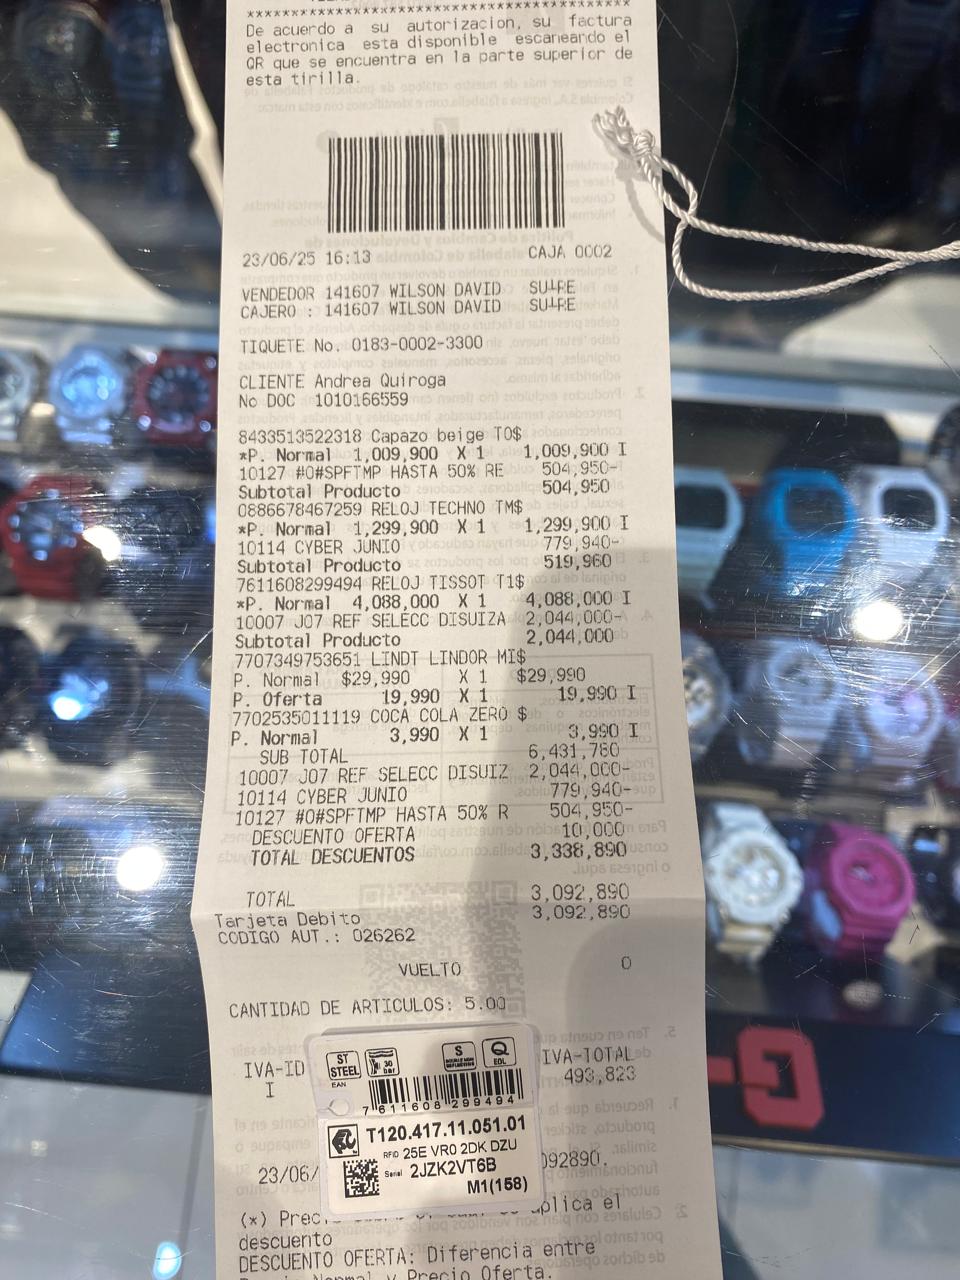 ****************************************
De acuerdo a su autorizacion, su factura
electronica esta disponible escaneando el
QR que se encuentra en la parte superior de
esta tirilla.
23/06/25 16:13 CAJA 0002
VENDEDOR 141607 WILSON DAVID
CAJERO : 141607 WILSON DAVID
TIQUETE No. 0183-0002-3300
CLIENTE Andrea Quiroga
No DOC 1010166559
8433513522318 Capazo beige TO$
*P. Normal 1,009,900 X 1 1,009,900 I
10127 #0#SPFTMP HASTA 50% RE 504,950-
Subtotal Producto 504,950
0886678467259 RELOJ TECHNO TM$
*P. Normal 1,299,900 X 1 1,299,900 I
10114 CYBER JUNIO 779,940-
Subtotal Producto 519,960
7611608299494 RELOJ TISSOT T1$
*P. Normal 4,088,000 X 1 4,088,000 I
10007 J07 REF SELECC DISUIZA 2,044,000-
Subtotal Producto 2,044,000
7707349753651 LINDT LINDOR MI$
P. Normal $29,990 X 1 $29,990
P. Oferta 19,990 X 1 19,990 I
7702535011119 COCA COLA ZERO $
P. Normal 3,990 X 1 3,990 I
SUB TOTAL 6,431,780
10007 J07 REF SELECC DISUIZ 2,044,000-
10114 CYBER JUNIO 779,940-
10127 #0#SPFTMP HASTA 50% R 504,950-
DESCUENTO OFERTA 10,000
TOTAL DESCUENTOS 3,338,890
TOTAL 3,092,890
Tarjeta Debito 3,092,890
CODIGO AUT.: 026262
VUELTO 0
CANTIDAD DE ARTICULOS: 5.00
IVA-ID IVA-TOTAL
I 493,823
ST STEEL 30 bar S Q EOL
EAN
7 611608 299494
T120.417.11.051.01
RFID 25E VR0 2DK DZU
Serial 2JZK2VT6B
M1(158)
23/06/ 092890.
(*) aplica el
descuento
DESCUENTO OFERTA: Diferencia entre
Normal y Precio Oferta.
G-